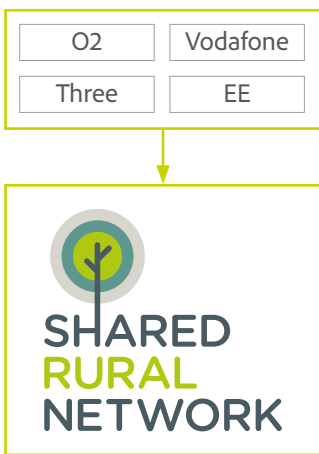 O2 Vodafone
Three EE
SHARED
RURAL
NETWORK